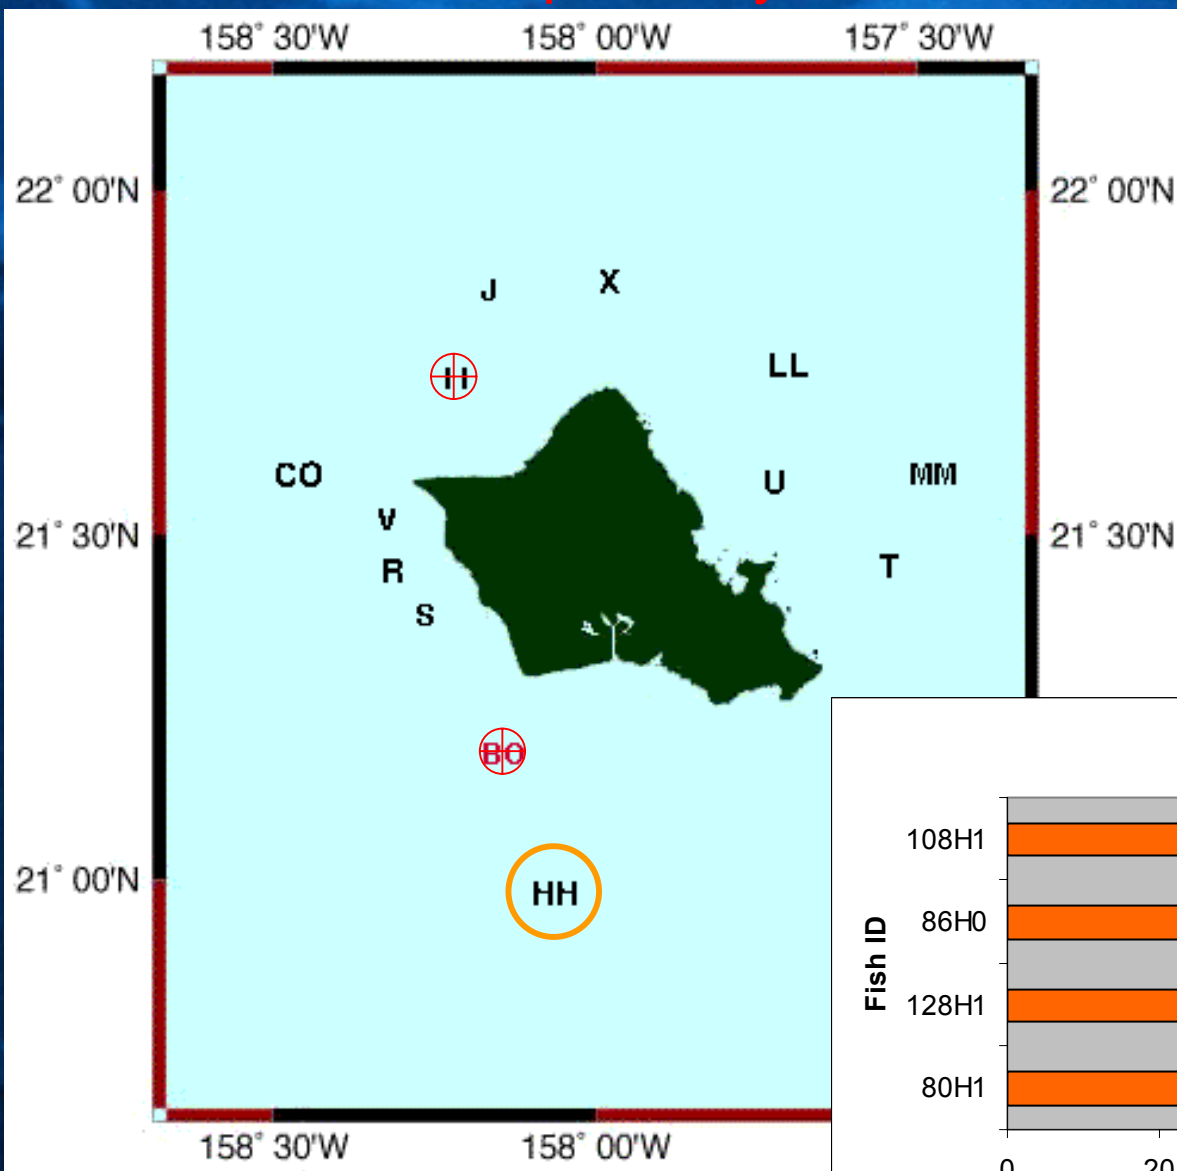 158° 30'W 158° 00'W 157° 30'W
22° 00'N 22° 00'N
J X
LL
CO U MM
V
21° 30'N 21° 30'N
R T
S
BO
21° 00'N
HH
108H1
86H0
Fish ID
128H1
80H1
158° 30'W 158° 00'W
0 20